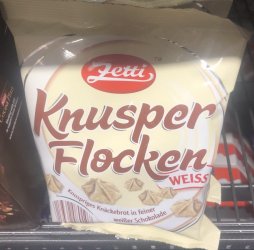 Zetti
Knusper
Flocken
WEISS
Knuspriges Knäckebrot in feiner
weißer Schokolade